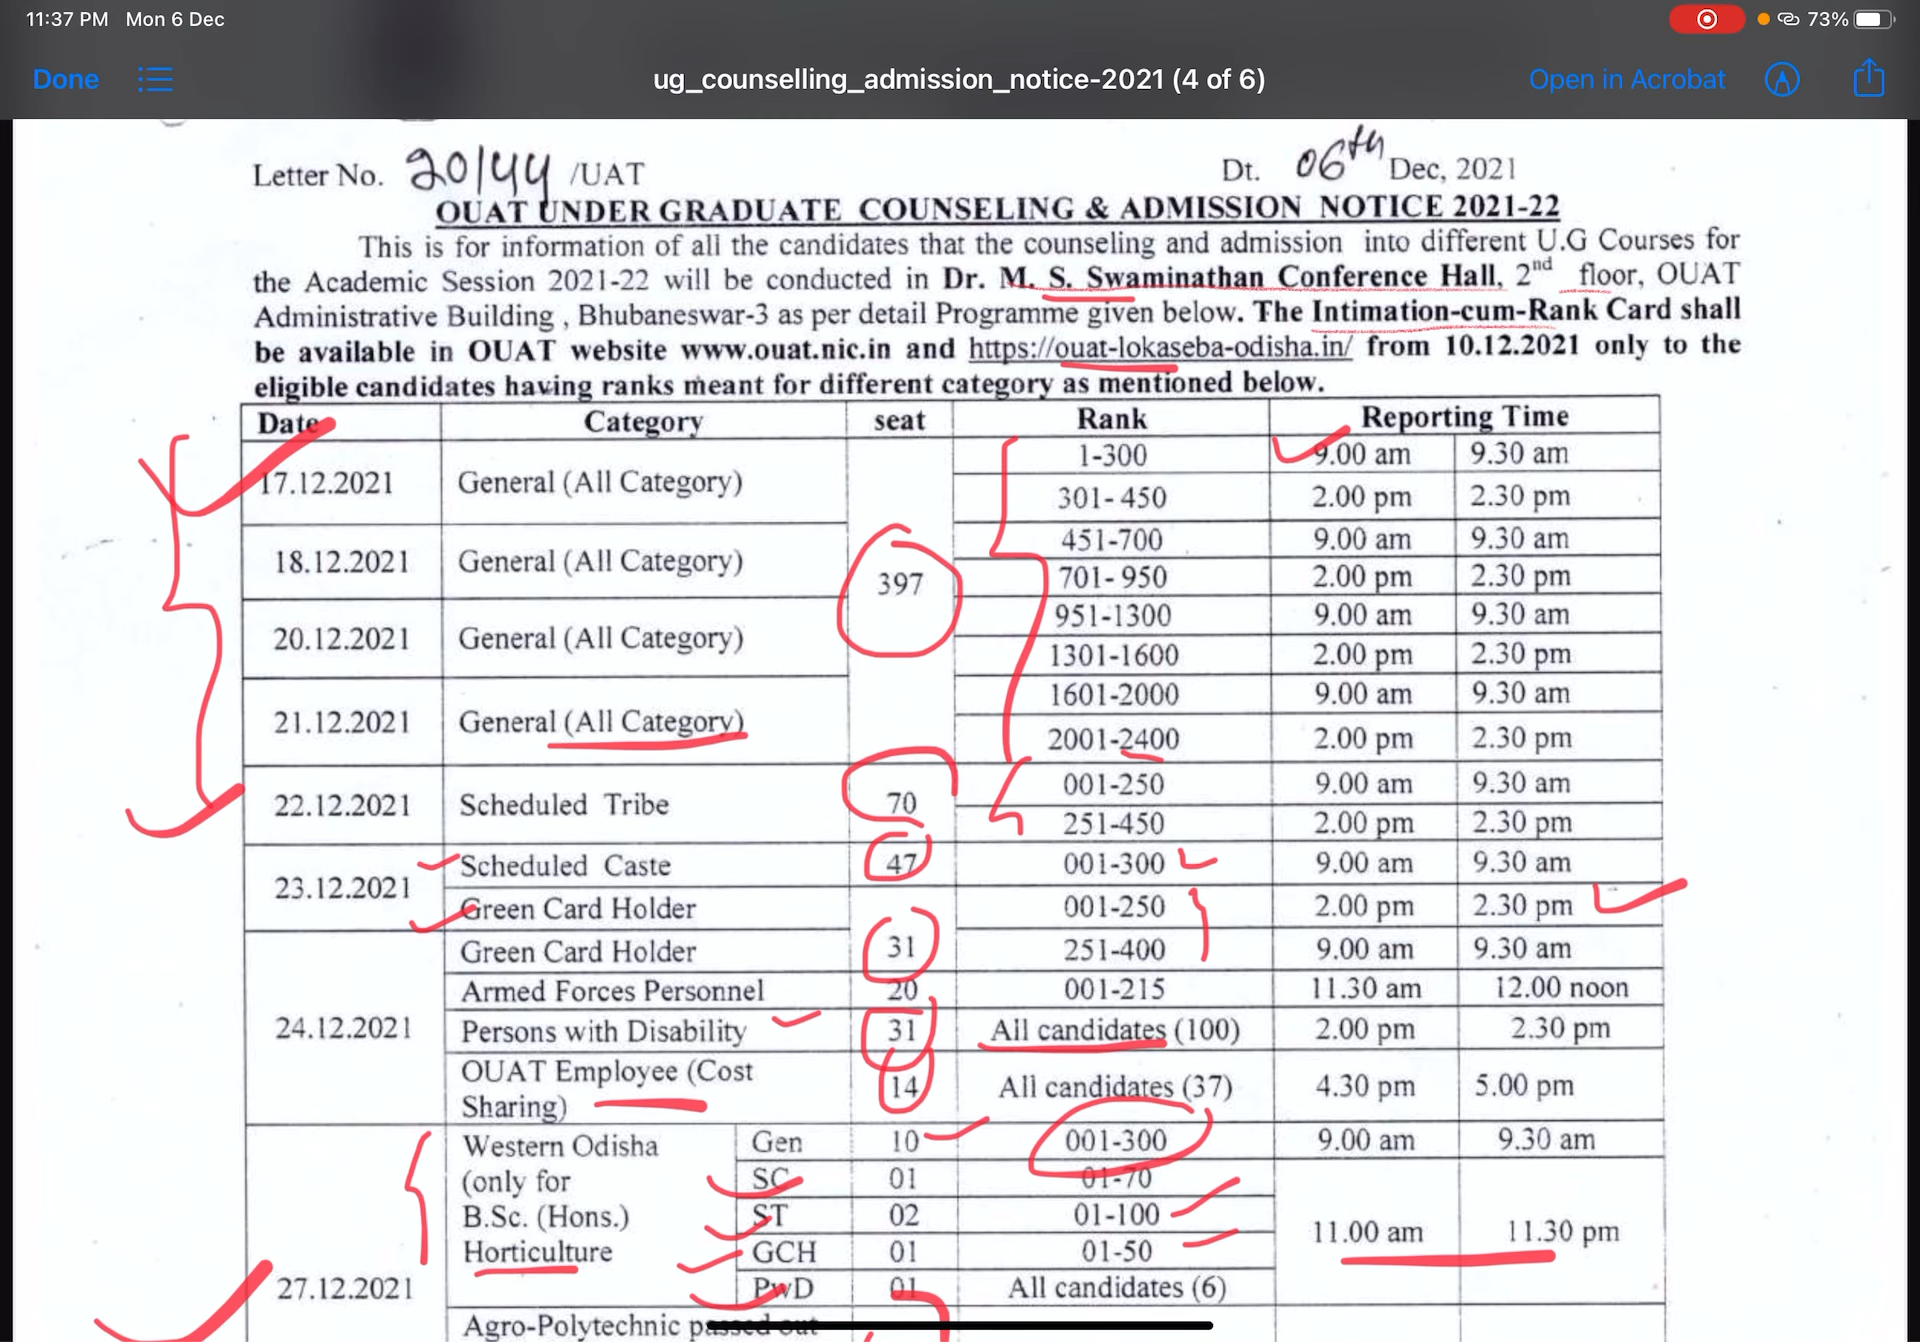 11:37 PM Mon 6 Dec
73%
Done
ug_counselling_admission_notice-2021 (4 of 6)
Open in Acrobat
Letter No. 20144 /UAT Dt. 06th Dec, 2021
OUAT UNDER GRADUATE COUNSELING & ADMISSION NOTICE 2021-22
This is for information of all the candidates that the counseling and admission into different U.G Courses for
the Academic Session 2021-22 will be conducted in Dr. M. S. Swaminathan Conference Hall, 2nd floor, OUAT
Administrative Building , Bhubaneswar-3 as per detail Programme given below. The Intimation-cum-Rank Card shall
be available in OUAT website www.ouat.nic.in and https://ouat-lokaseba-odisha.in/ from 10.12.2021 only to the
eligible candidates having ranks meant for different category as mentioned below.
Date Category seat Rank Reporting Time
17.12.2021 General (All Category) 397 1-300 9.00 am 9.30 am
301- 450 2.00 pm 2.30 pm
18.12.2021 General (All Category) 451-700 9.00 am 9.30 am
701- 950 2.00 pm 2.30 pm
20.12.2021 General (All Category) 951-1300 9.00 am 9.30 am
1301-1600 2.00 pm 2.30 pm
21.12.2021 General (All Category) 1601-2000 9.00 am 9.30 am
2001-2400 2.00 pm 2.30 pm
22.12.2021 Scheduled Tribe 70 001-250 9.00 am 9.30 am
251-450 2.00 pm 2.30 pm
23.12.2021 Scheduled Caste 47 001-300 9.00 am 9.30 am
Green Card Holder 31 001-250 2.00 pm 2.30 pm
24.12.2021 Green Card Holder 251-400 9.00 am 9.30 am
Armed Forces Personnel 20 001-215 11.30 am 12.00 noon
Persons with Disability 31 All candidates (100) 2.00 pm 2.30 pm
OUAT Employee (Cost
Sharing) 14 All candidates (37) 4.30 pm 5.00 pm
27.12.2021 Western Odisha
(only for
B.Sc. (Hons.)
Horticulture
Gen 10 001-300 9.00 am 9.30 am
SC 01 01-70 11.00 am 11.30 pm
ST 02 01-100
GCH 01 01-50
PwD 01 All candidates (6)
Agro-Polytechnic passed out